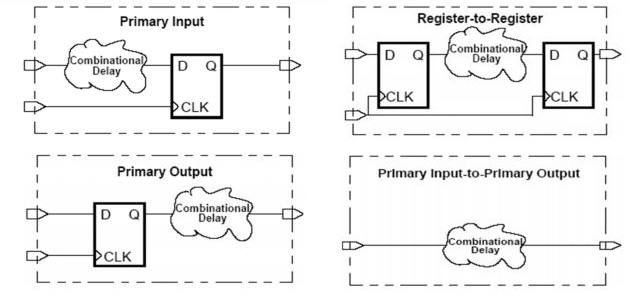 Primary Input
Combinational
Delay
D Q
CLK
Register-to-Register
D Q
Combinational
Delay
D Q
CLK
CLK
Primary Output
D Q
Combinational
Delay
CLK
Primary Input-to-Primary Output
Combinational
Delay